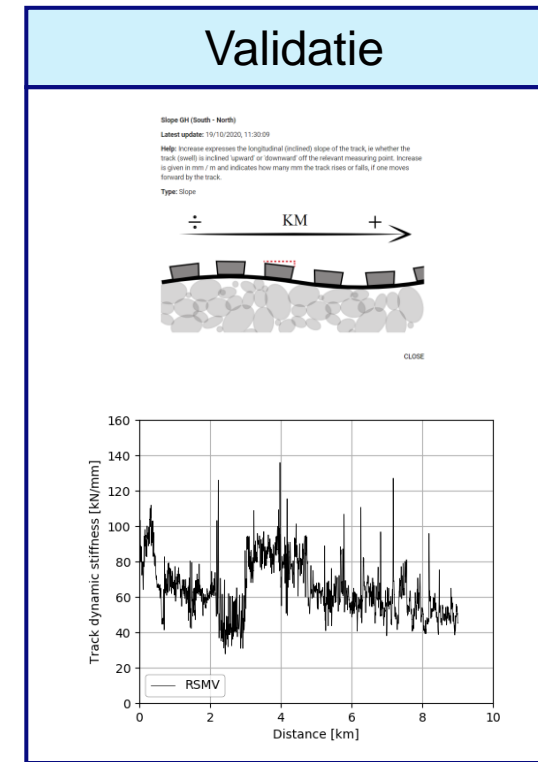 Validatie
Slope GH (South - North)
Latest update: 19/10/2020, 11:30:09
Help: Increase expresses the longitudinal (inclined) slope of the track, ie whether the
track (swell) is inclined 'upward' or 'downward' off the relevant measuring point. Increase
is given in mm / m and indicates how many mm the track rises or falls, if one moves
forward by the track.
Type: Slope
÷ KM +
CLOSE
160
140
120
100
80
60
40
20
0
Track dynamic stiffness [kN/mm]
RSMV
0 2 4 6 8 10
Distance [km]